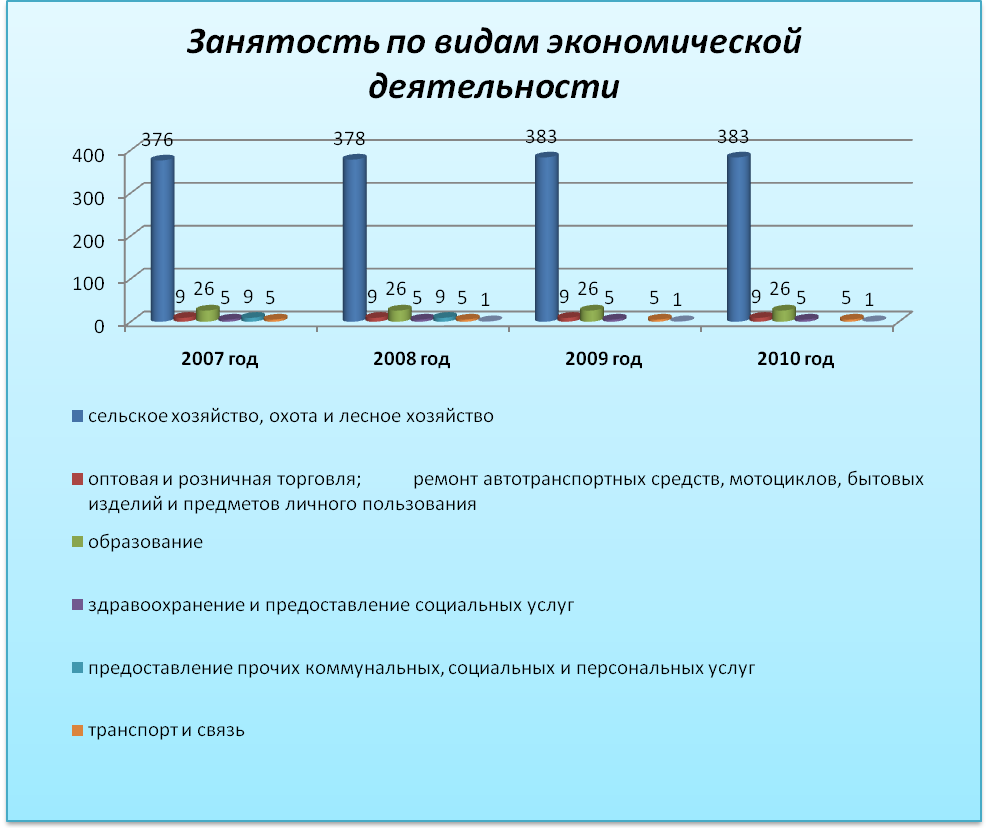 Занятость по видам экономической
деятельности
376 378 383 383
400
300
200
100
0
9 26 5 9 5 9 26 5 9 5 1 9 26 5 5 1 9 26 5 5 1
2007 год 2008 год 2009 год 2010 год
сельское хозяйство, охота и лесное хозяйство
оптовая и розничная торговля; ремонт автотранспортных средств, мотоциклов, бытовых
изделий и предметов личного пользования
образование
здравоохранение и предоставление социальных услуг
предоставление прочих коммунальных, социальных и персональных услуг
транспорт и связь